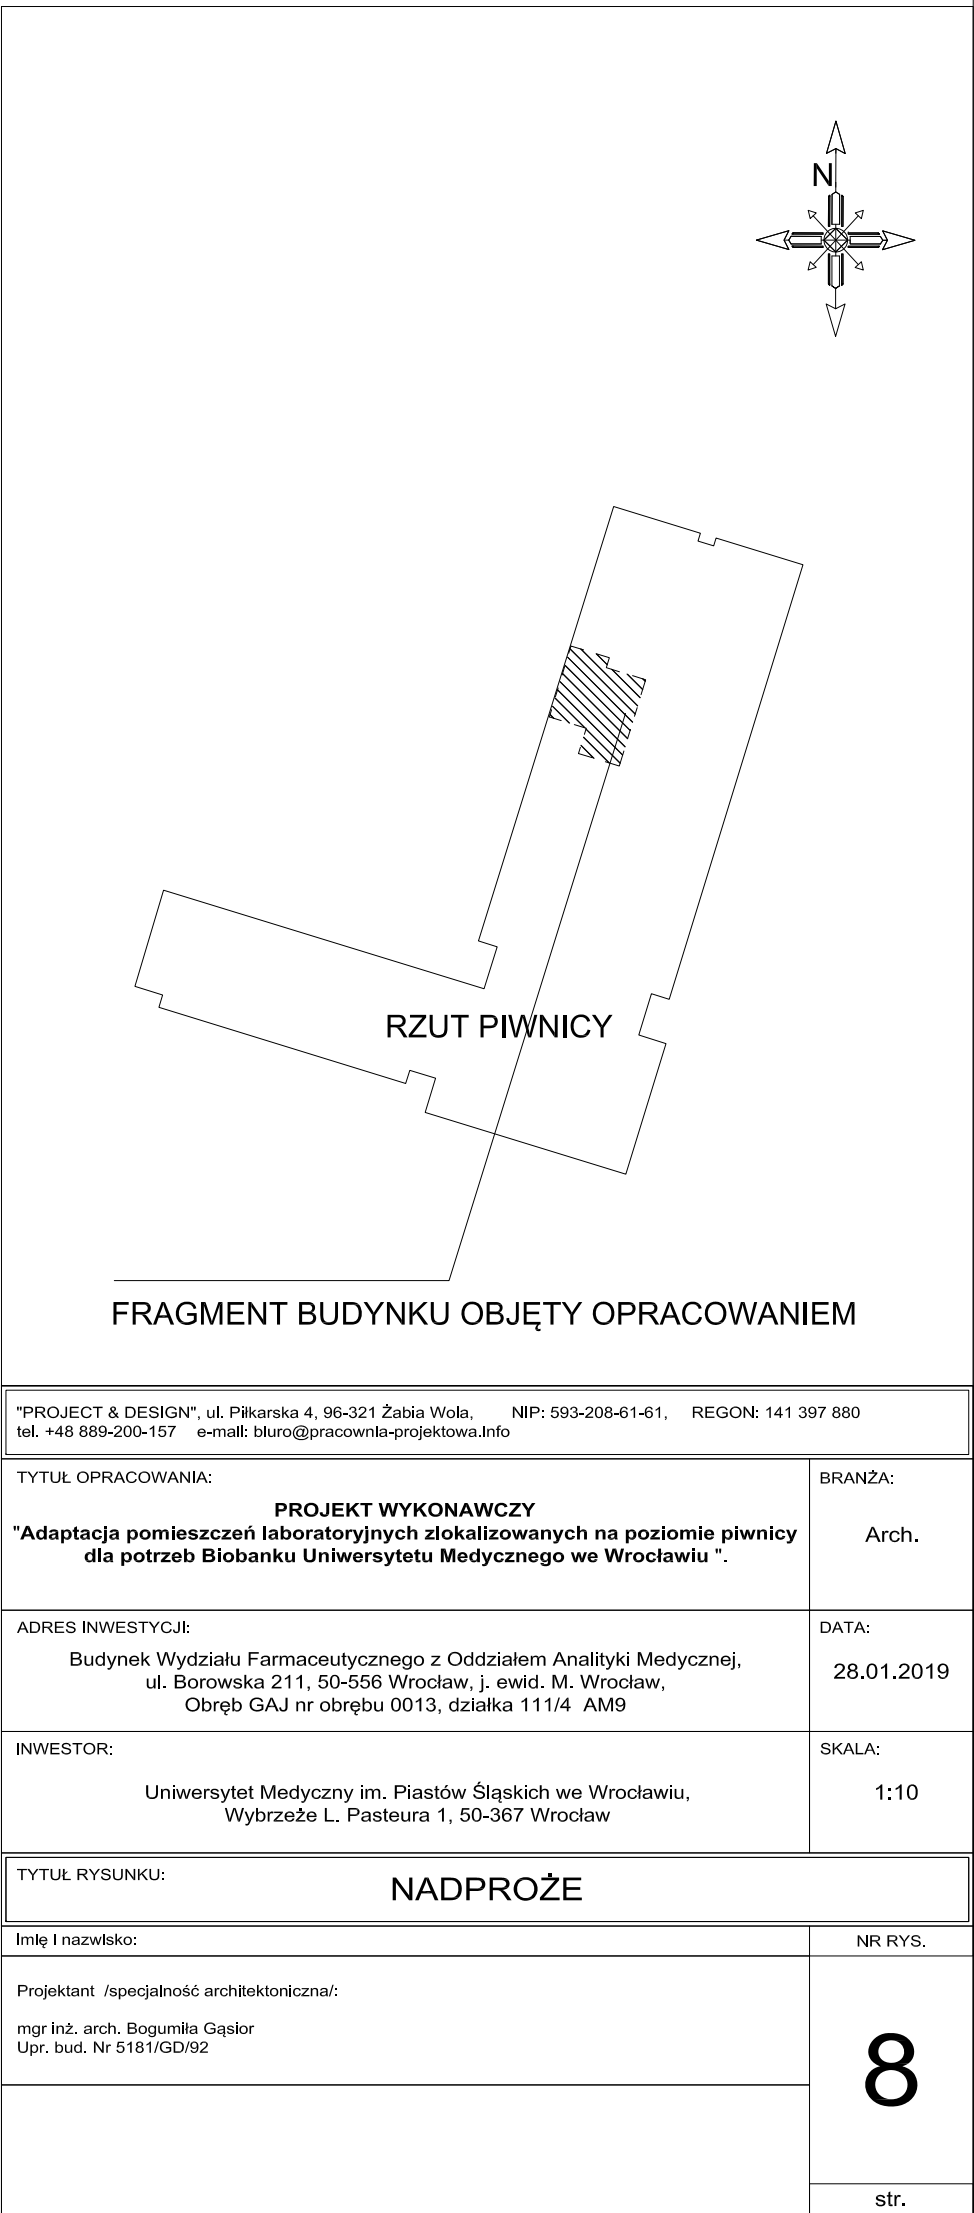 N
RZUT PIWNICY
FRAGMENT BUDYNKU OBJĘTY OPRACOWANIEM
"PROJECT & DESIGN", ul. Piłkarska 4, 96-321 Żabia Wola, NIP: 593-208-61-61, REGON: 141 397 880
tel. +48 889-200-157 e-mail: biuro@pracownia-projektowa.info
TYTUŁ OPRACOWANIA:
PROJEKT WYKONAWCZY
"Adaptacja pomieszczeń laboratoryjnych zlokalizowanych na poziomie piwnicy
dla potrzeb Biobanku Uniwersytetu Medycznego we Wrocławiu ".
BRANŻA:
Arch.
ADRES INWESTYCJI:
Budynek Wydziału Farmaceutycznego z Oddziałem Analityki Medycznej,
ul. Borowska 211, 50-556 Wrocław, j. ewid. M. Wrocław,
Obręb GAJ nr obrębu 0013, działka 111/4 AM9
DATA:
28.01.2019
INWESTOR:
Uniwersytet Medyczny im. Piastów Śląskich we Wrocławiu,
Wybrzeże L. Pasteura 1, 50-367 Wrocław
SKALA:
1:10
TYTUŁ RYSUNKU:
NADPROŻE
Imię i nazwisko:
NR RYS.
Projektant /specjalność architektoniczna/:
mgr inż. arch. Bogumiła Gąsior
Upr. bud. Nr 5181/GD/92
8
str.